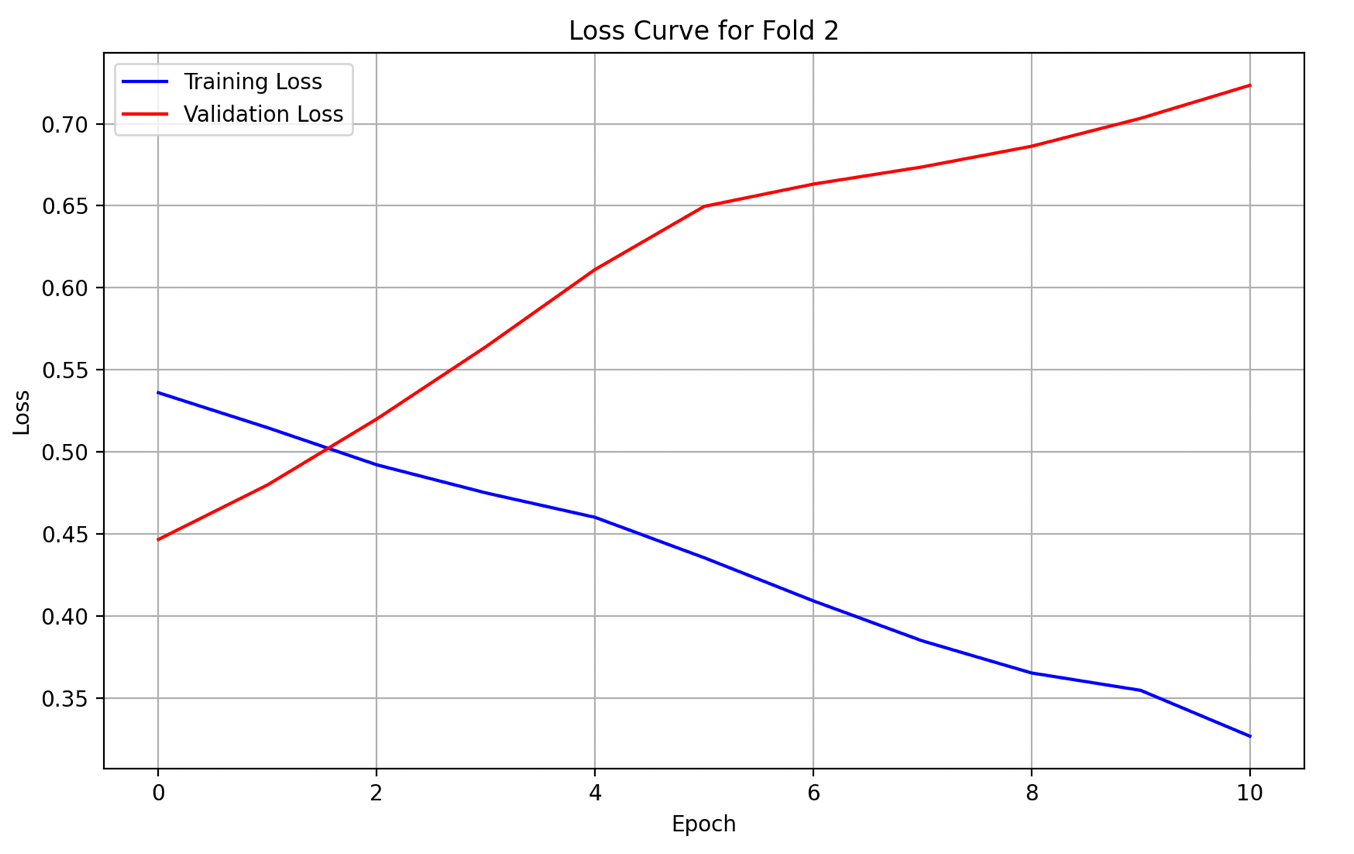 Loss Curve for Fold 2
Training Loss
Validation Loss
0.70
0.65
0.60
0.55
0.50
0.45
0.40
0.35
Loss
0 2 4 6 8 10
Epoch